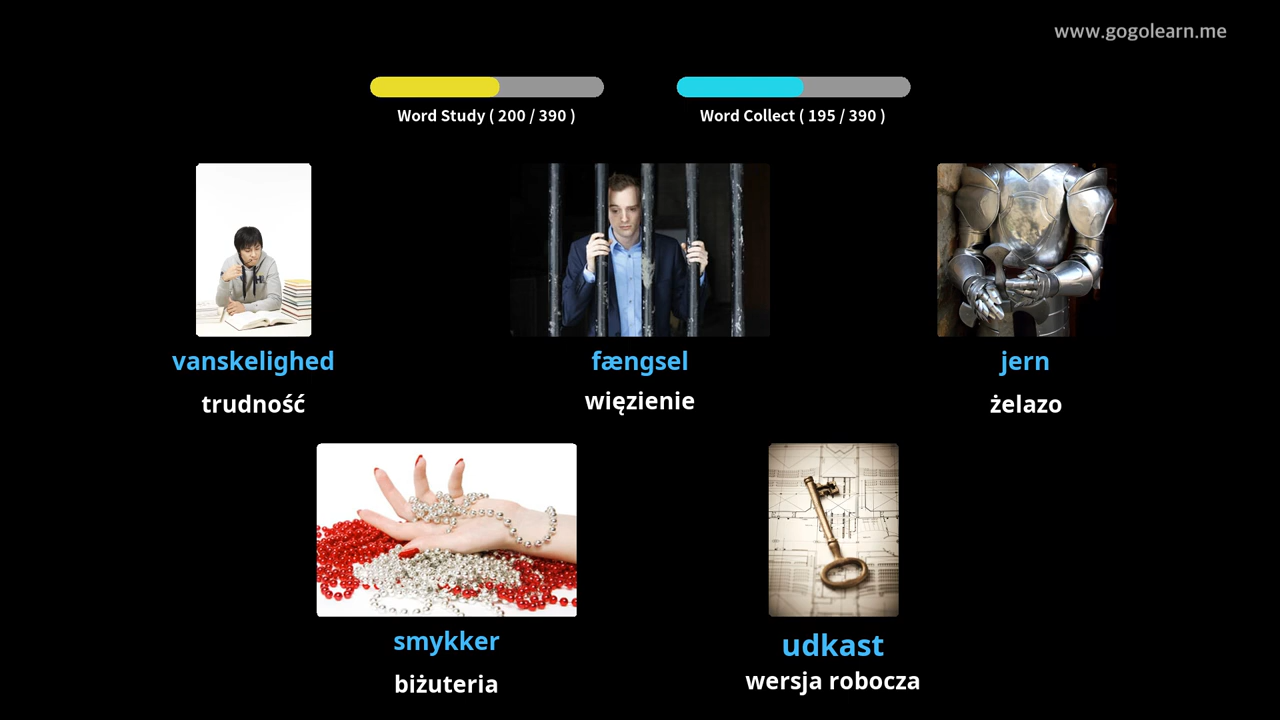 www.gogolearn.me
Word Study ( 200 / 390 )
Word Collect ( 195 / 390 )
vanskelighed
trudność
fængsel
więzienie
jern
żelazo
smykker
biżuteria
udkast
wersja robocza